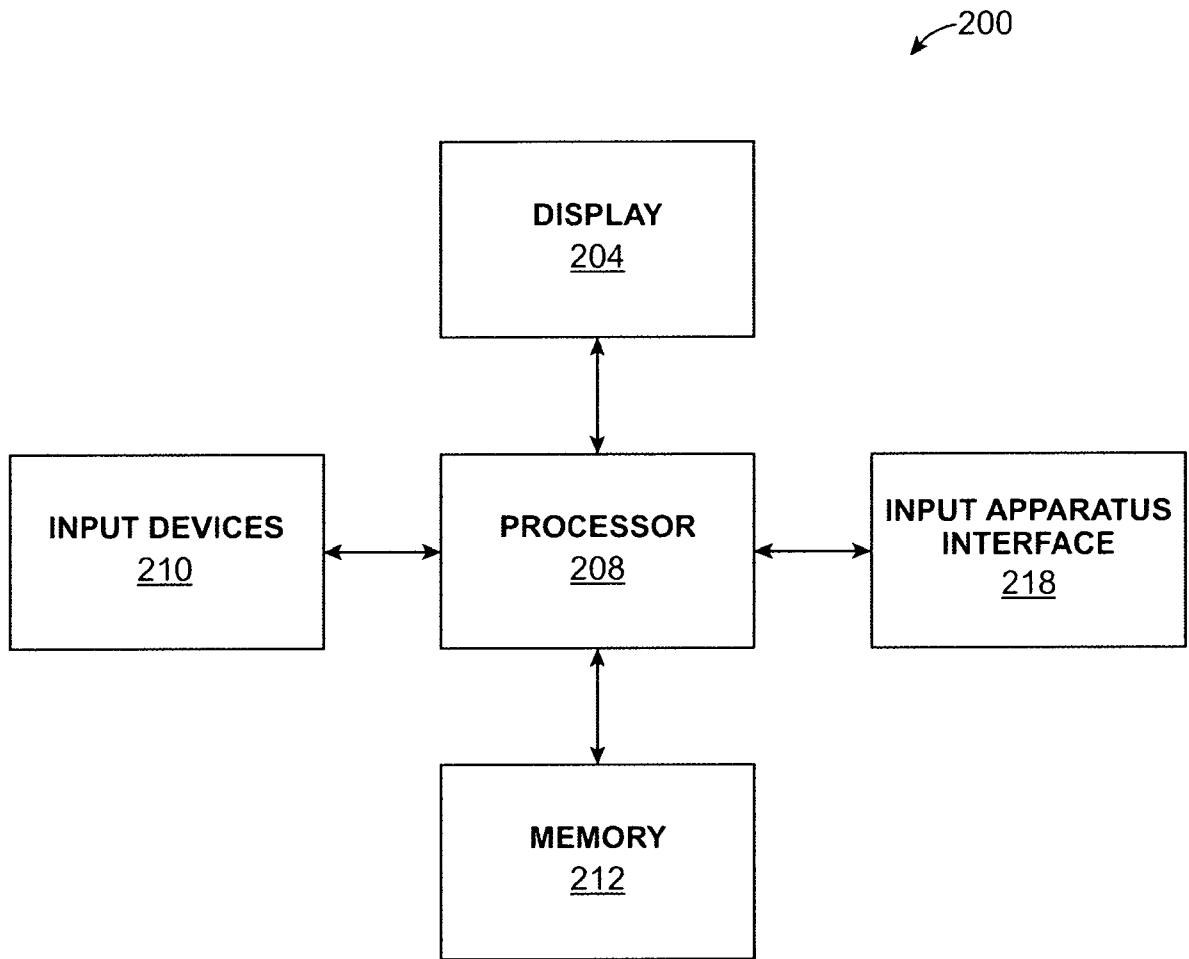 200
DISPLAY
204
INPUT DEVICES
210
PROCESSOR
208
INPUT APPARATUS
INTERFACE
218
MEMORY
212